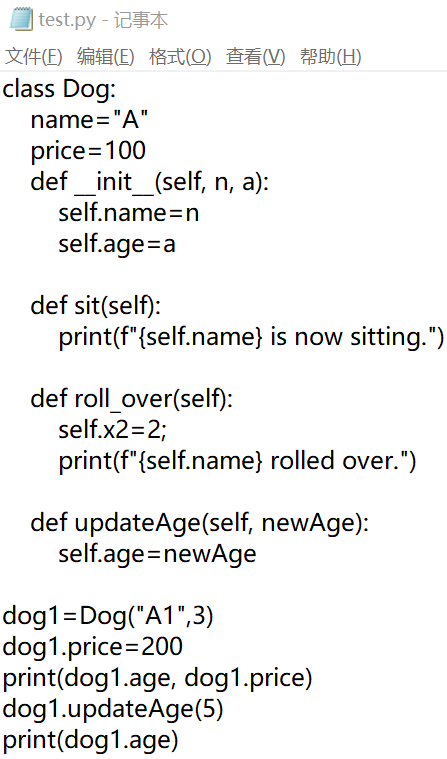 test.py - 记事本
文件(F) 编辑(E) 格式(O) 查看(V) 帮助(H)
class Dog:
    name="A"
    price=100
    def __init__(self, n, a):
        self.name=n
        self.age=a

    def sit(self):
        print(f"{self.name} is now sitting.")

    def roll_over(self):
        self.x2=2;
        print(f"{self.name} rolled over.")

    def updateAge(self, newAge):
        self.age=newAge

dog1=Dog("A1",3)
dog1.price=200
print(dog1.age, dog1.price)
dog1.updateAge(5)
print(dog1.age)